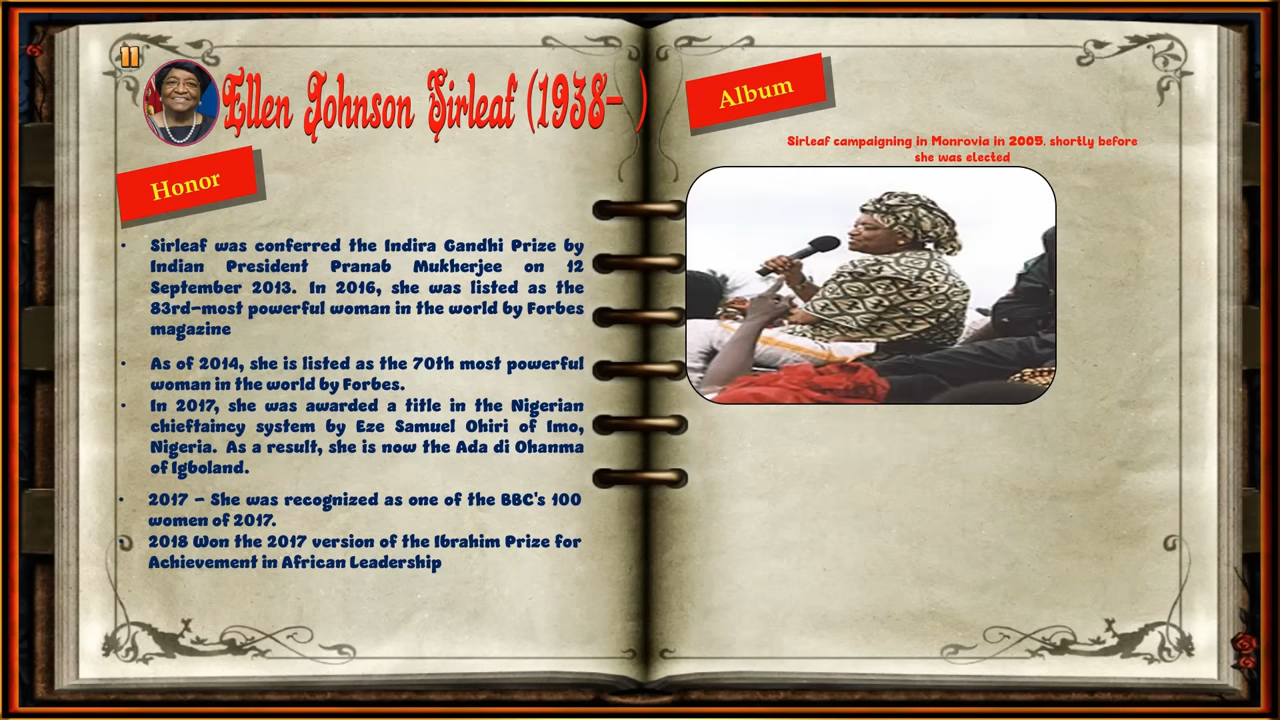 11
Ellen Johnson Sirleaf (1938- )
Honor
• Sirleaf was conferred the Indira Gandhi Prize by
Indian President Pranab Mukherjee on 12
September 2013. In 2016, she was listed as the
83rd-most powerful woman in the world by Forbes
magazine
• As of 2014, she is listed as the 70th most powerful
woman in the world by Forbes.
• In 2017, she was awarded a title in the Nigerian
chieftaincy system by Eze Samuel Ohiri of Imo,
Nigeria. As a result, she is now the Ada di Ohanma
of Igboland.
• 2017 - She was recognized as one of the BBC's 100
women of 2017.
• 2018 Won the 2017 version of the Ibrahim Prize for
Achievement in African Leadership
Album
Sirleaf campaigning in Monrovia in 2005, shortly before
she was elected